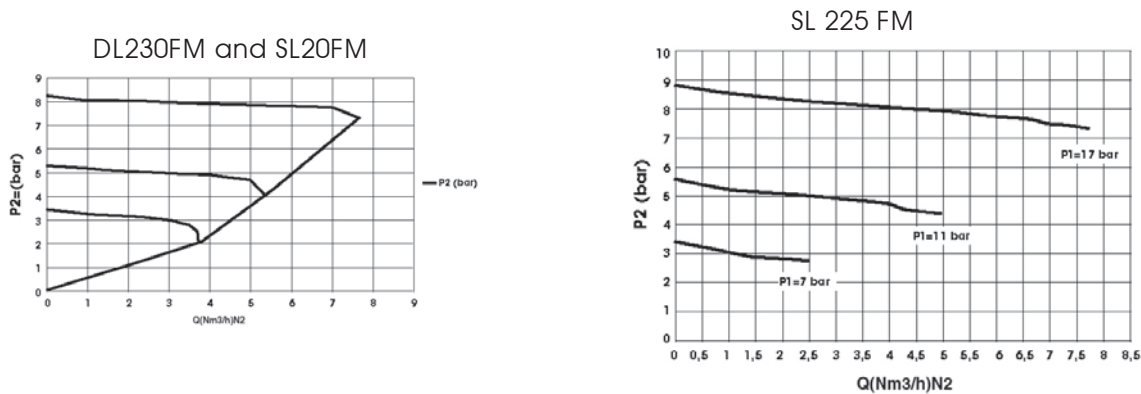 DL230FM and SL20FM
9
8
7
6
5
4
3
2
1
0
P2=(bar)
0 1 2 3 4 5 6 7 8 9
Q(Nm3/h)N2
P2 (bar)
SL 225 FM
10
9
8
7
6
5
4
3
2
1
0
P2 (bar)
P1=17 bar
P1=11 bar
P1=7 bar
0 0,5 1 1,5 2 2,5 3 3,5 4 4,5 5 5,5 6 6,5 7 7,5 8 8,5
Q(Nm3/h)N2